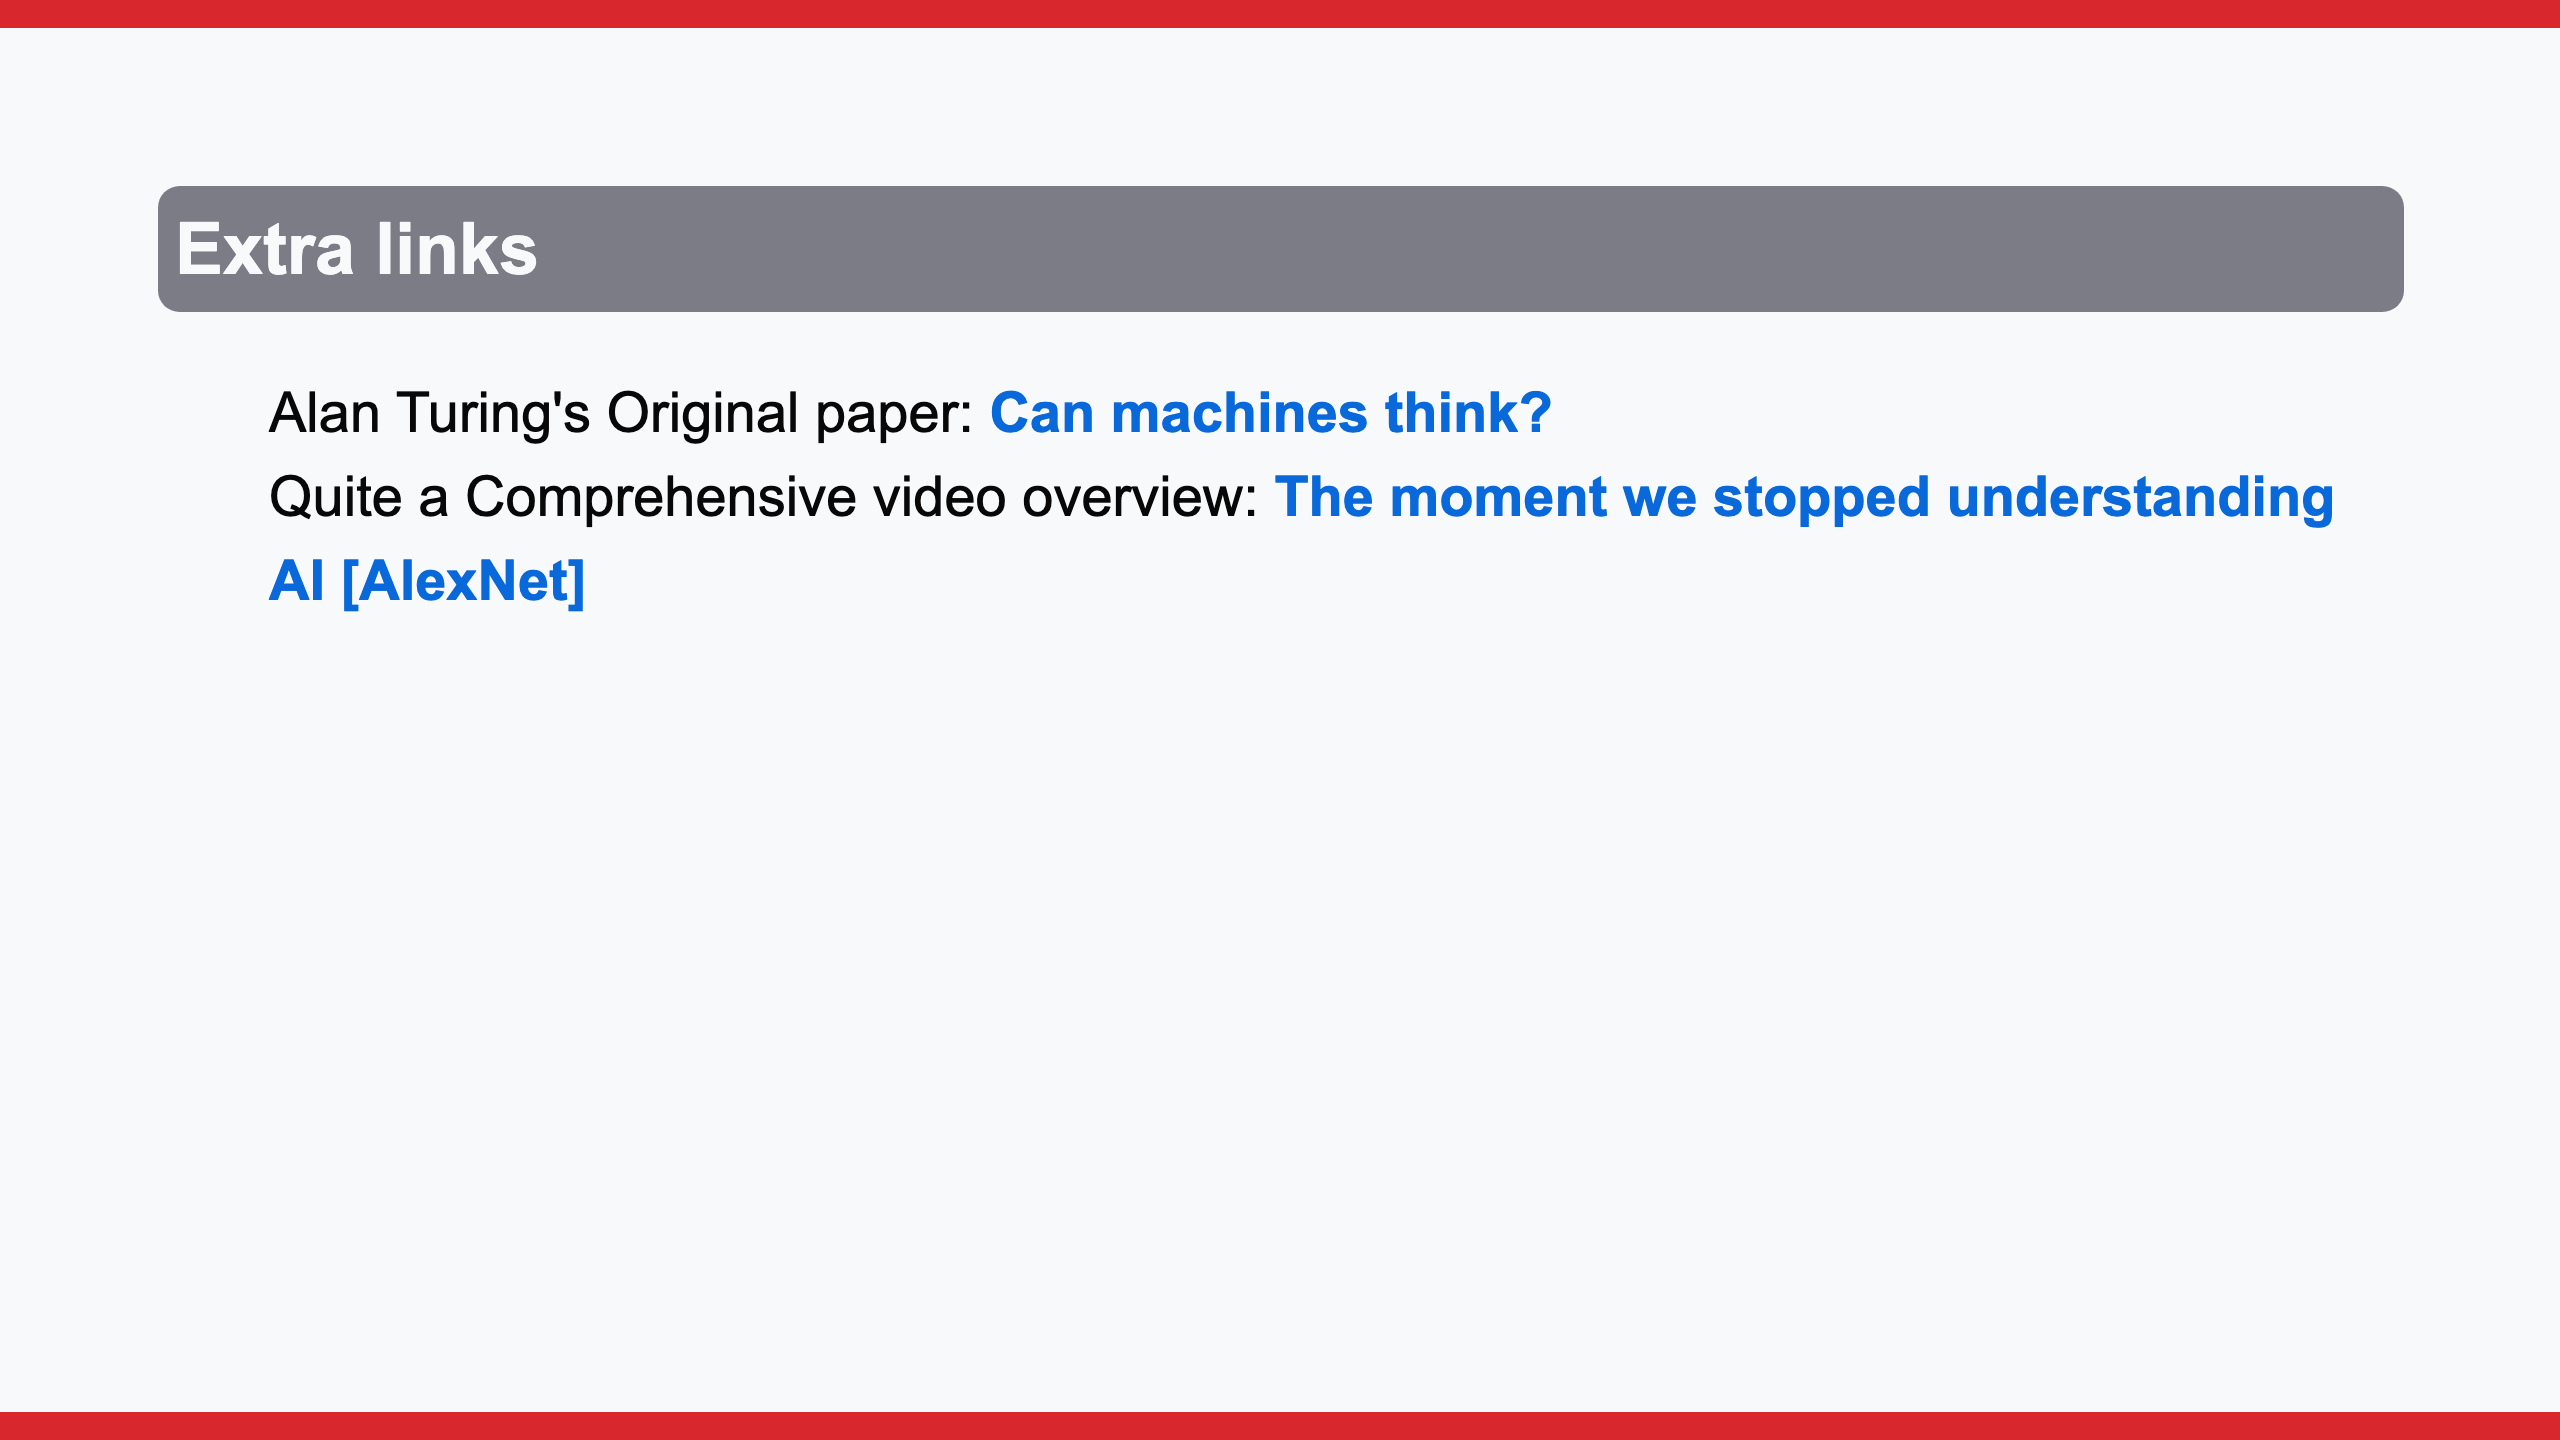 Extra links
Alan Turing's Original paper: Can machines think?
Quite a Comprehensive video overview: The moment we stopped understanding
AI [AlexNet]